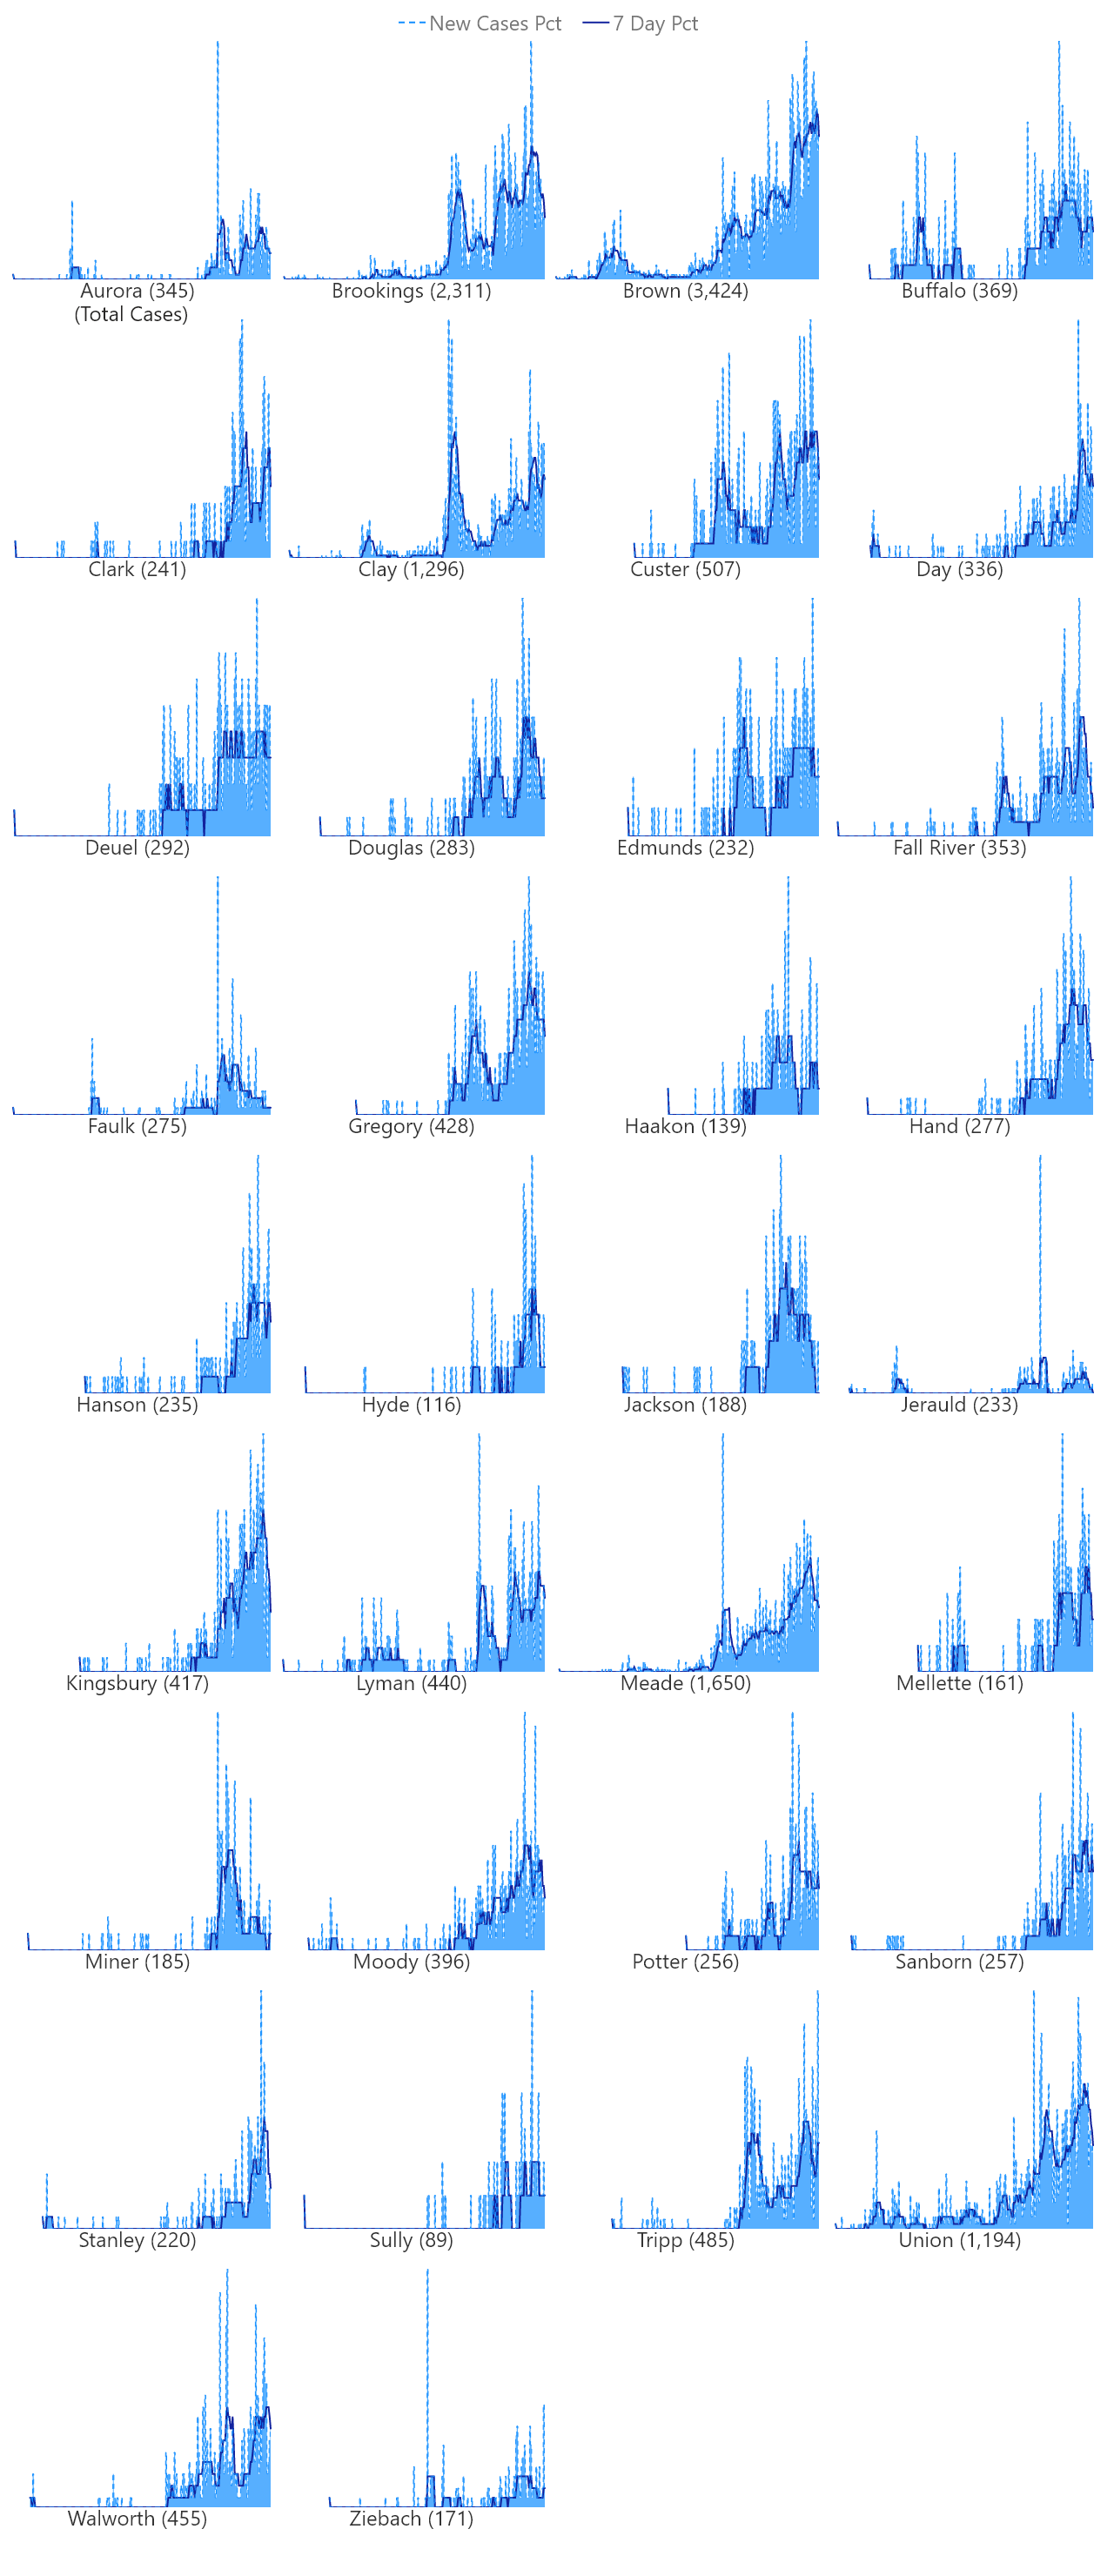 New Cases Pct 7 Day Pct
Aurora (345) Brookings (2,311) Brown (3,424) Buffalo (369)
(Total Cases)
Clark (241) Clay (1,296) Custer (507) Day (336)
Deuel (292) Douglas (283) Edmunds (232) Fall River (353)
Faulk (275) Gregory (428) Haakon (139) Hand (277)
Hanson (235) Hyde (116) Jackson (188) Jerauld (233)
Kingsbury (417) Lyman (440) Meade (1,650) Mellette (161)
Miner (185) Moody (396) Potter (256) Sanborn (257)
Stanley (220) Sully (89) Tripp (485) Union (1,194)
Walworth (455) Ziebach (171)